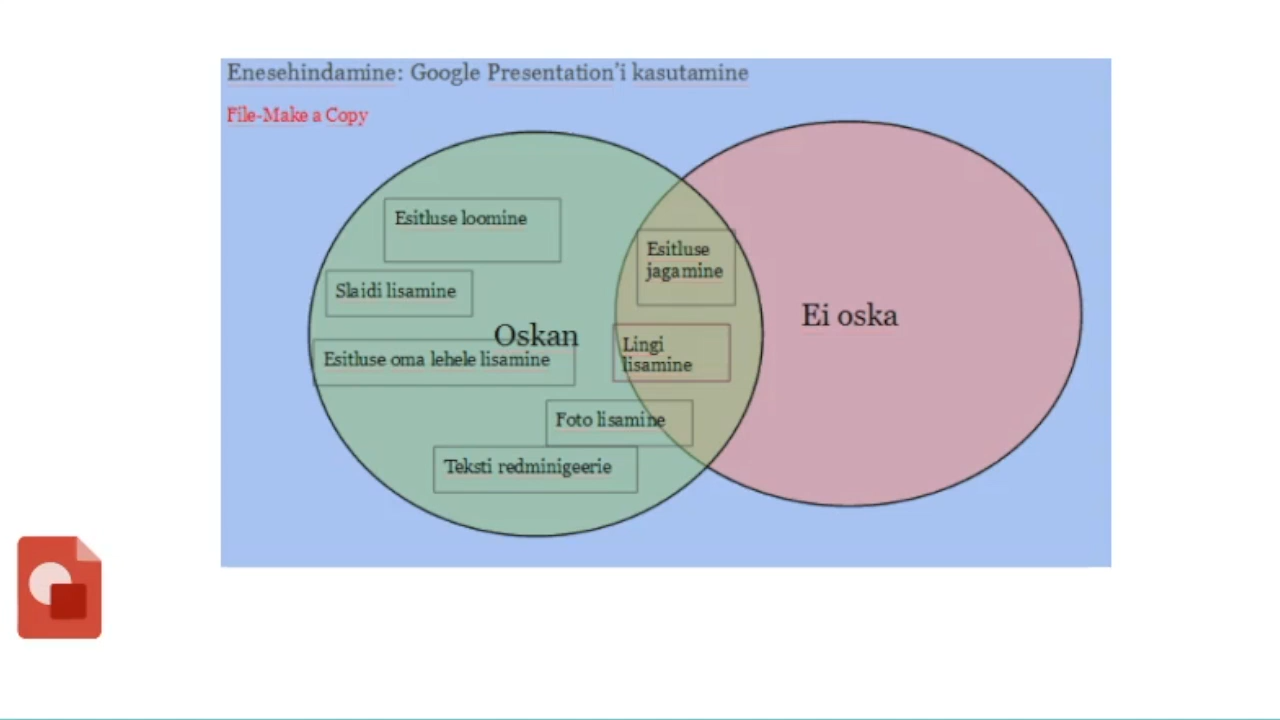 Enesehindamine: Google Presentation'i kasutamine
File-Make a Copy
Esitluse loomine
Esitluse
jagamine
Slaidi lisamine
Oskan
Ei oska
Esitluse oma lehele lisamine
Lingi
lisamine
Foto lisamine
Teksti redminigeerie